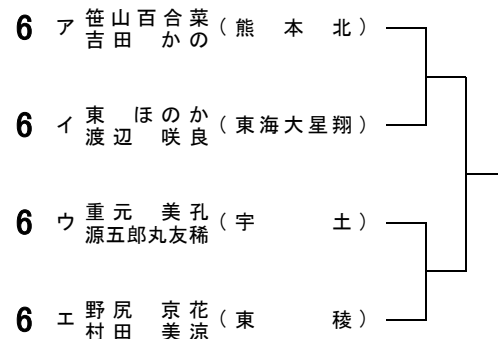 6 ア 笹山百合菜 吉田かの (熊本北)
6 イ 東ほのか 渡辺咲良 (東海大星翔)
6 ウ 重元美孔 源五郎丸友稀 (宇土)
6 エ 野尻京花 村田美涼 (東稜)